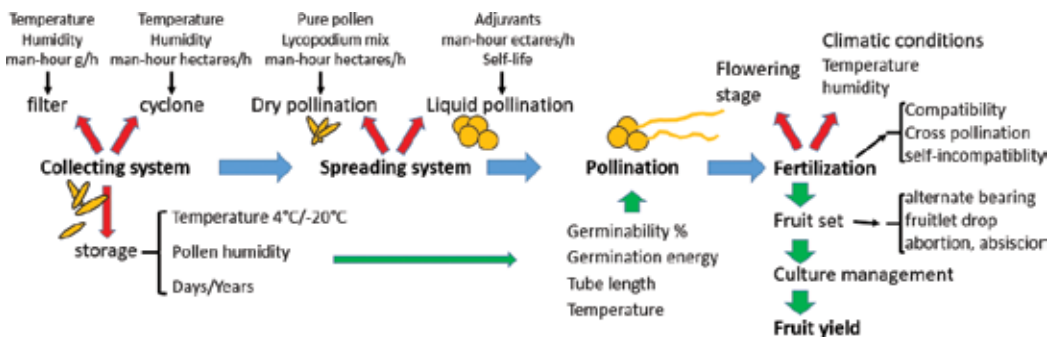 Temperature
Humidity
man-hour g/h
filter
Temperature
Humidity
man-hour hectares/h
cyclone
Collecting system
storage
Temperature 4°C/-20°C
Pollen humidity
Days/Years
Pure pollen
Lycopodium mix
man-hour hectares/h
Dry pollination
Adjuvants
man-hour ectares/h
Self-life
Liquid pollination
Spreading system
Pollination
Germinability %
Germination energy
Tube length
Temperature
Flowering
stage
Climatic conditions
Temperature
humidity
Fertilization
Compatibility
Cross pollination
self-incompatiblity
Fruit set
alternate bearing
fruitlet drop
abortion, abscision
Culture management
Fruit yield